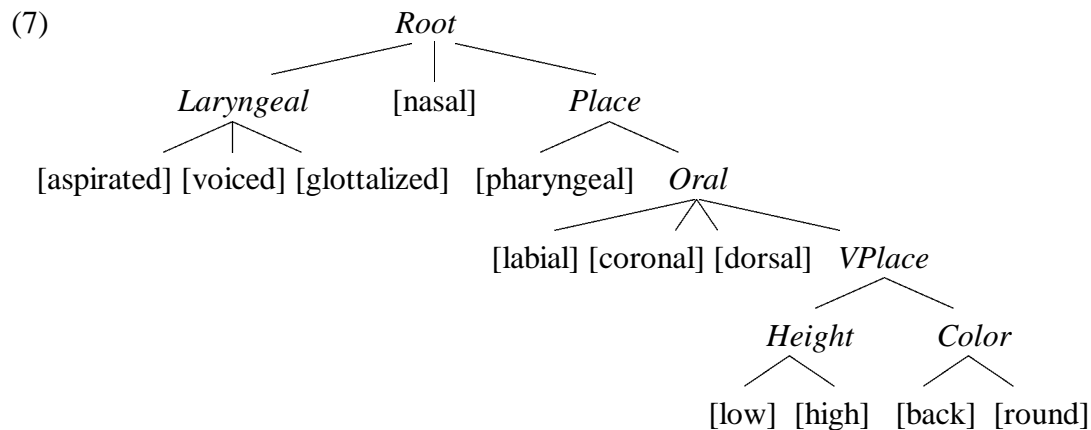 (7) Root
Laryngeal [nasal] Place
[aspirated] [voiced] [glottalized] [pharyngeal] Oral
[labial] [coronal] [dorsal] VPlace
Height Color
[low] [high] [back] [round]